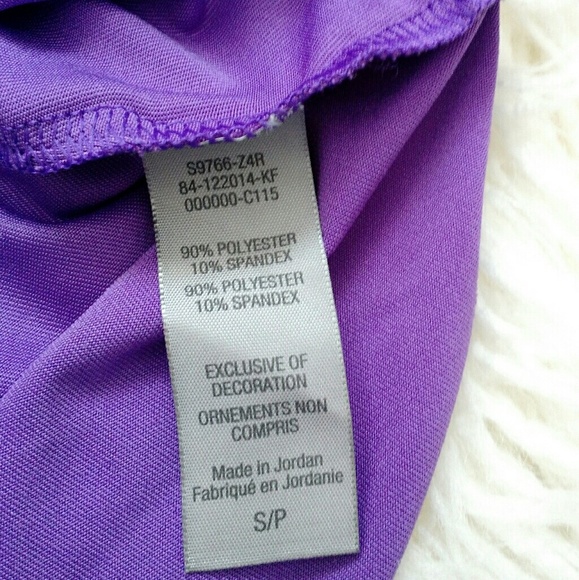 S9766-Z4R
84-122014-KF
000000-C115
90% POLYESTER
10% SPANDEX
90% POLYESTER
10% SPANDEX
EXCLUSIVE OF
DECORATION
ORNEMENTS NON
COMPRIS
Made in Jordan
Fabriqué en Jordanie
S/P